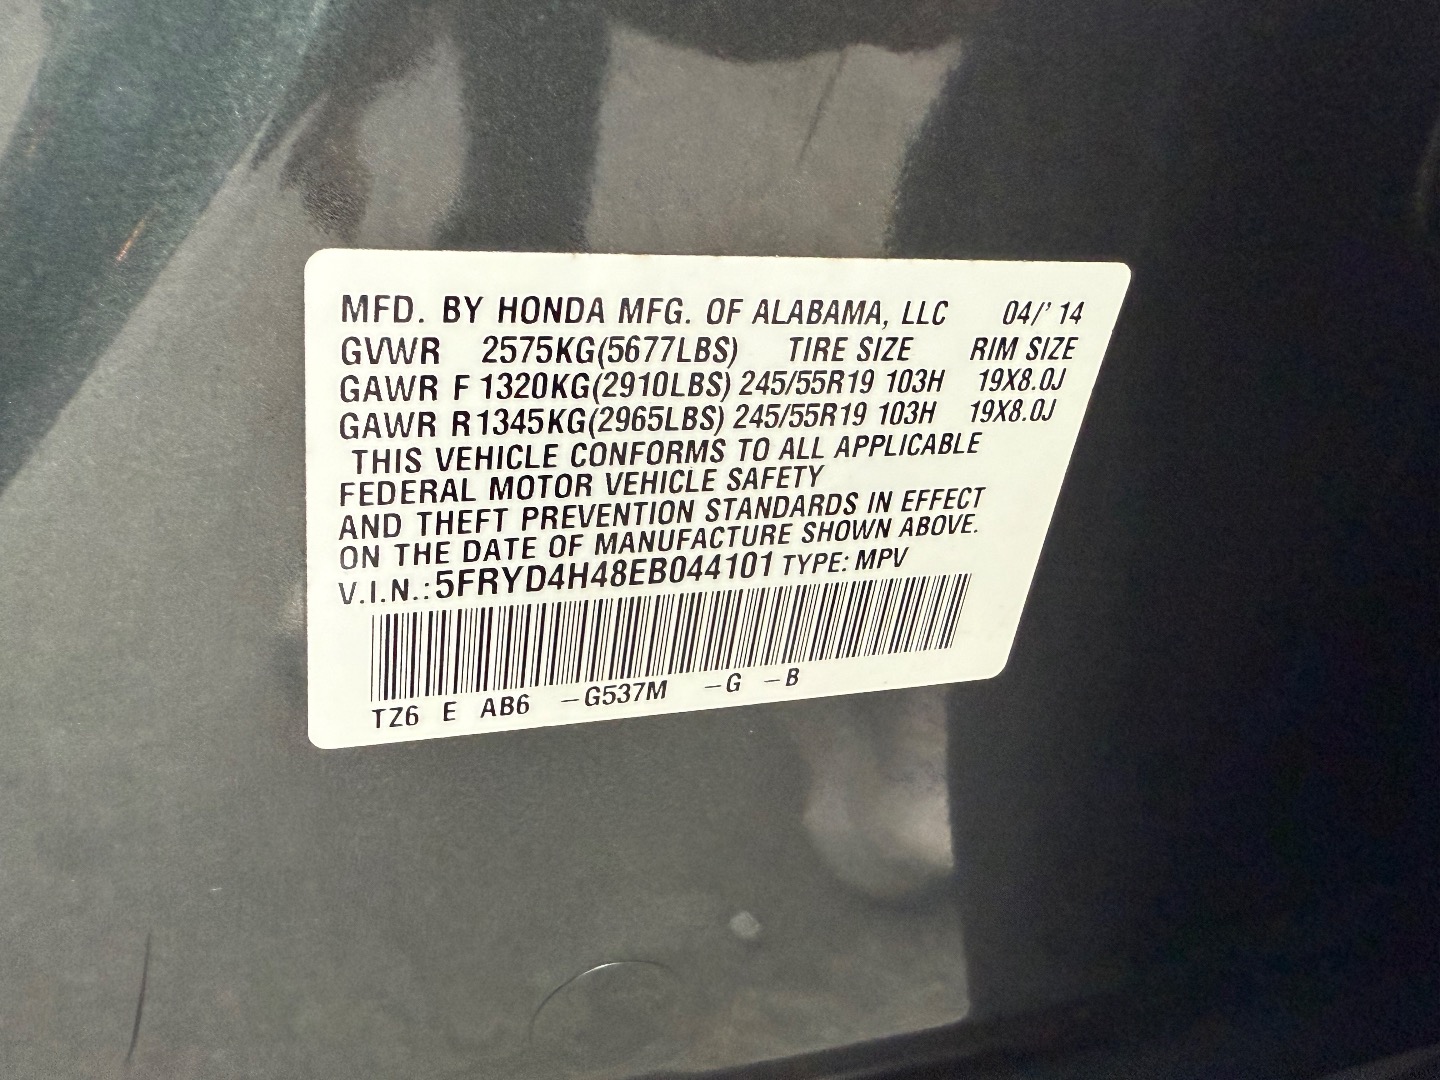 MFD. BY HONDA MFG. OF ALABAMA, LLC 04/' 14
GVWR 2575KG(5677LBS) TIRE SIZE RIM SIZE
GAWR F 1320KG(2910LBS) 245/55R19 103H 19X8.0J
GAWR R 1345KG(2965LBS) 245/55R19 103H 19X8.0J
THIS VEHICLE CONFORMS TO ALL APPLICABLE
FEDERAL MOTOR VEHICLE SAFETY
AND THEFT PREVENTION STANDARDS IN EFFECT
ON THE DATE OF MANUFACTURE SHOWN ABOVE.
V.I.N.: 5FRYD4H48EB044101 TYPE: MPV
TZ6 E AB6 -G537M -G -B